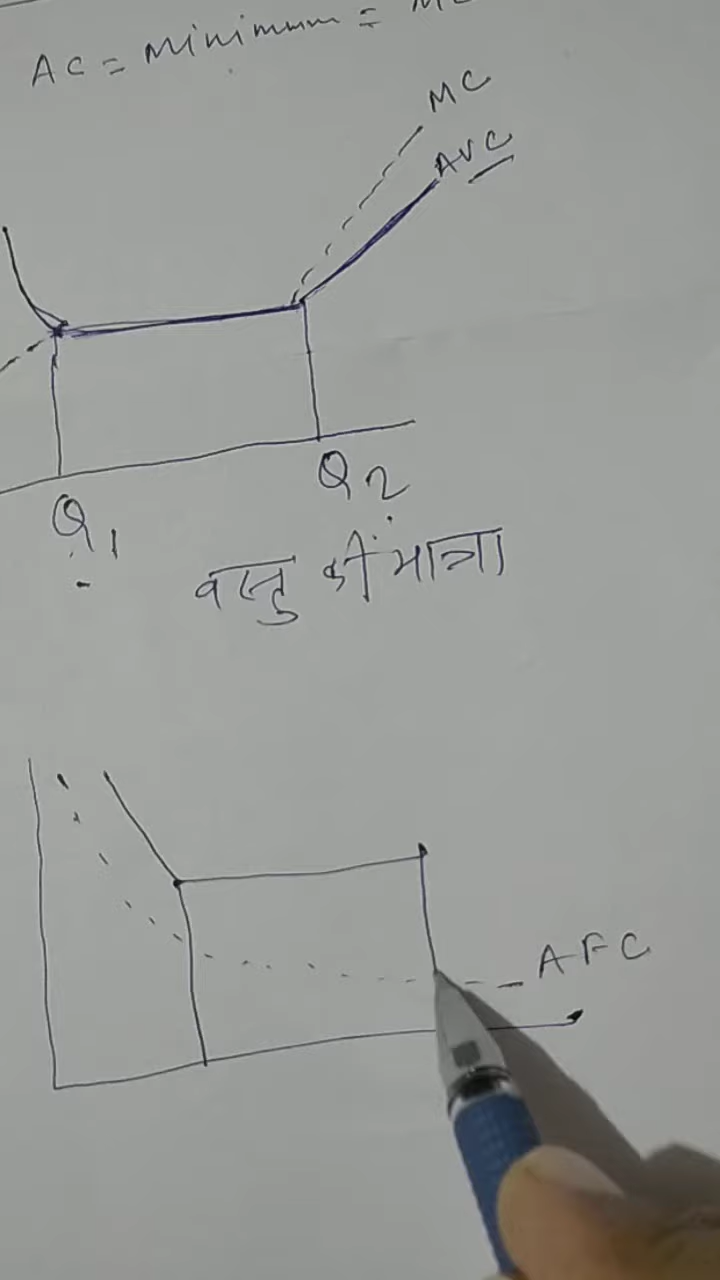 AC = Minimum =
MC
AVC
Q1
Q2
वस्तु की मात्रा
AFC